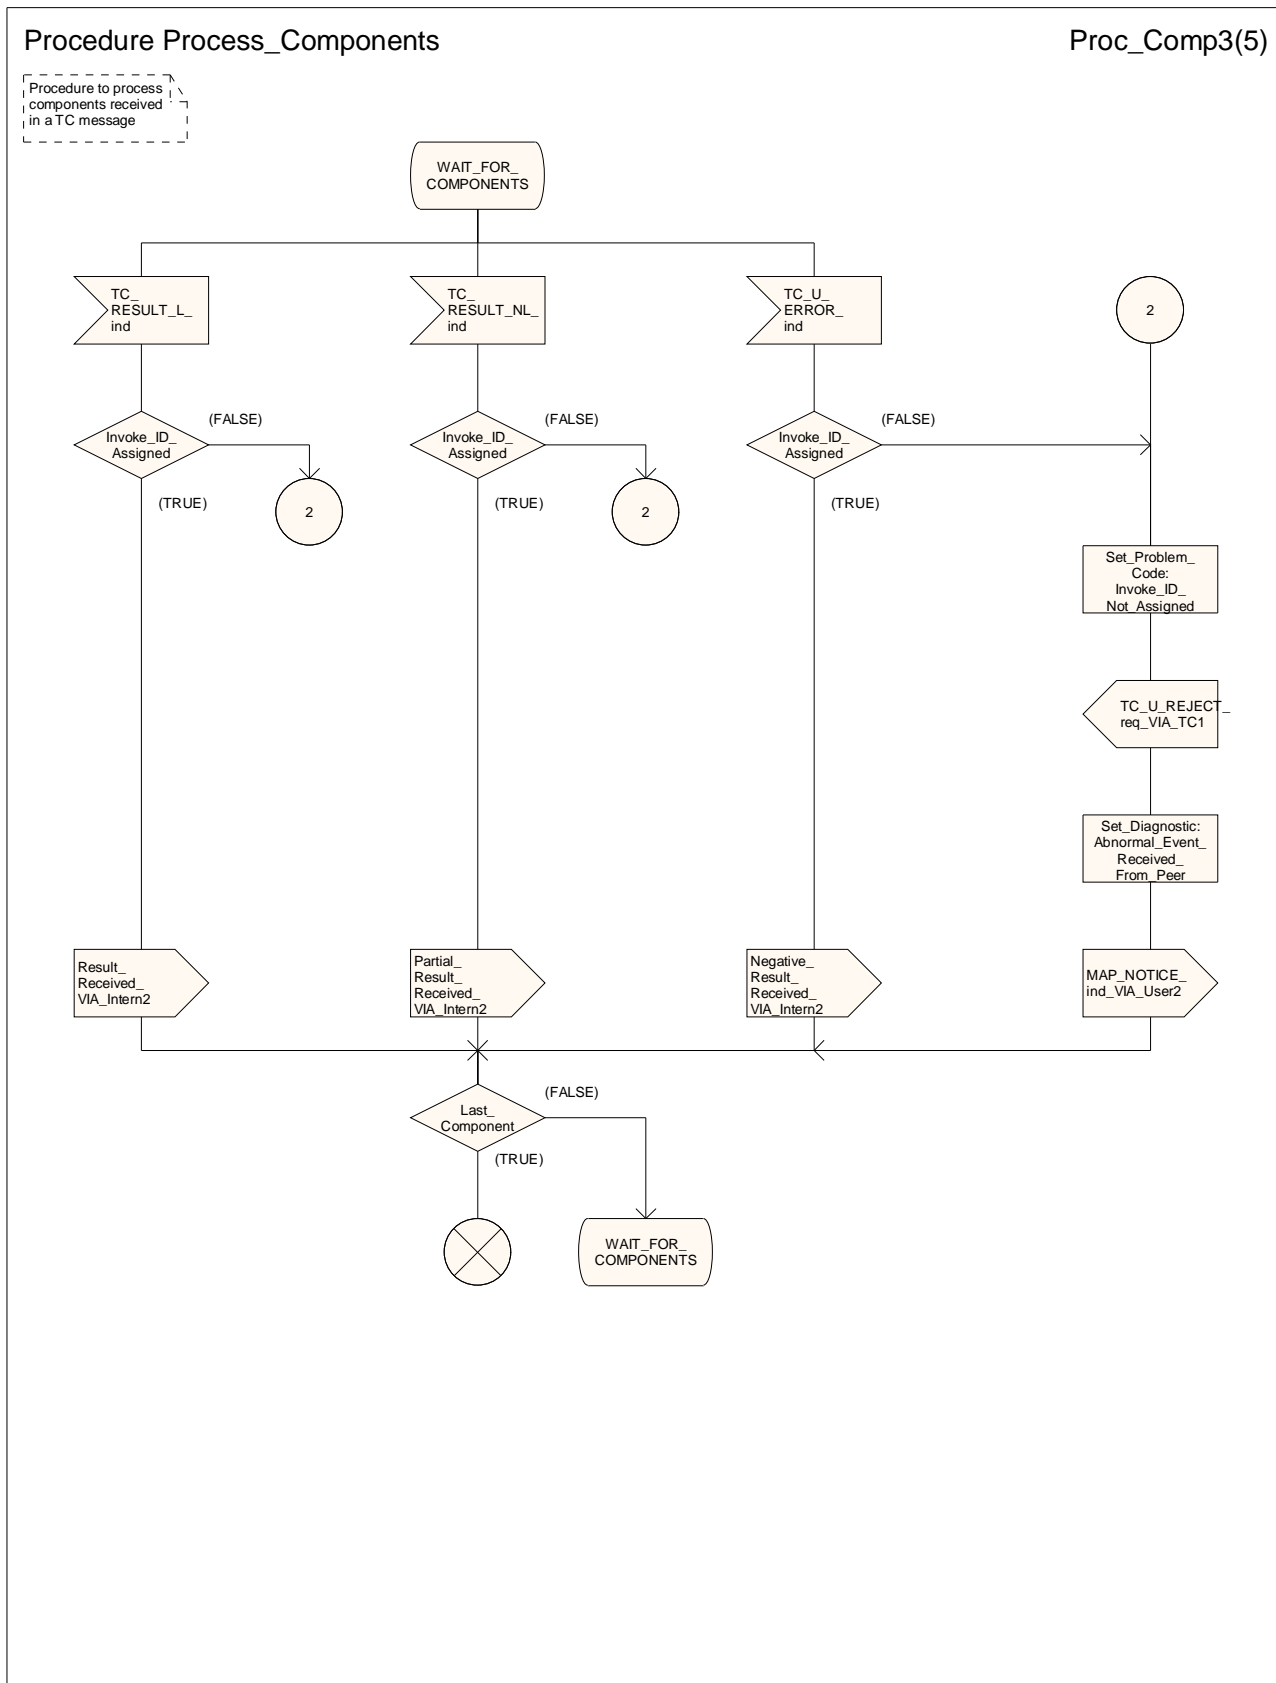 Procedure Process_Components
Proc_Comp3(5)
Procedure to process
components received
in a TC message
WAIT_FOR_
COMPONENTS
TC_
RESULT_L_
ind
TC_
RESULT_NL_
ind
TC_U_
ERROR_
ind
2
Invoke_ID_
Assigned
(FALSE)
(TRUE)
2
Invoke_ID_
Assigned
(FALSE)
(TRUE)
2
Invoke_ID_
Assigned
(FALSE)
(TRUE)
Set_Problem_
Code:
Invoke_ID_
Not_Assigned
TC_U_REJECT_
req_VIA_TC1
Set_Diagnostic:
Abnormal_Event_
Received_
From_Peer
Result_
Received_
VIA_Intern2
Partial_
Result_
Received_
VIA_Intern2
Negative_
Result_
Received_
VIA_Intern2
MAP_NOTICE_
ind_VIA_User2
Last_
Component
(FALSE)
(TRUE)
WAIT_FOR_
COMPONENTS